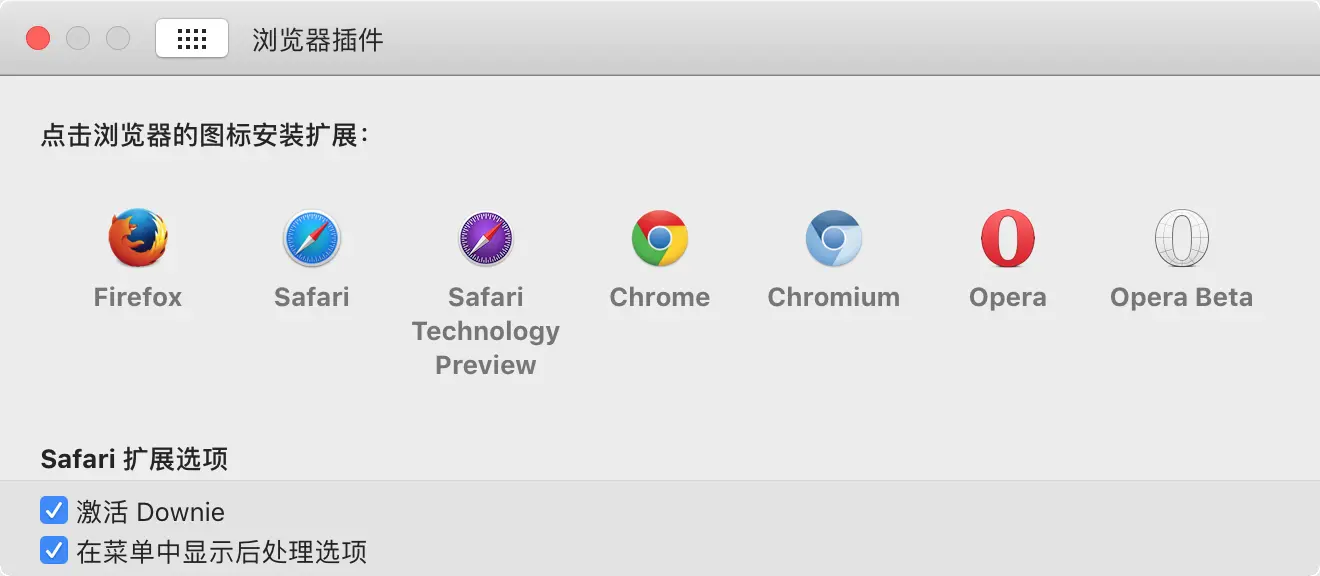 浏览器插件
点击浏览器的图标安装扩展：
Firefox
Safari
Safari
Technology
Preview
Chrome
Chromium
Opera
Opera Beta
Safari 扩展选项
激活 Downie
在菜单中显示后处理选项